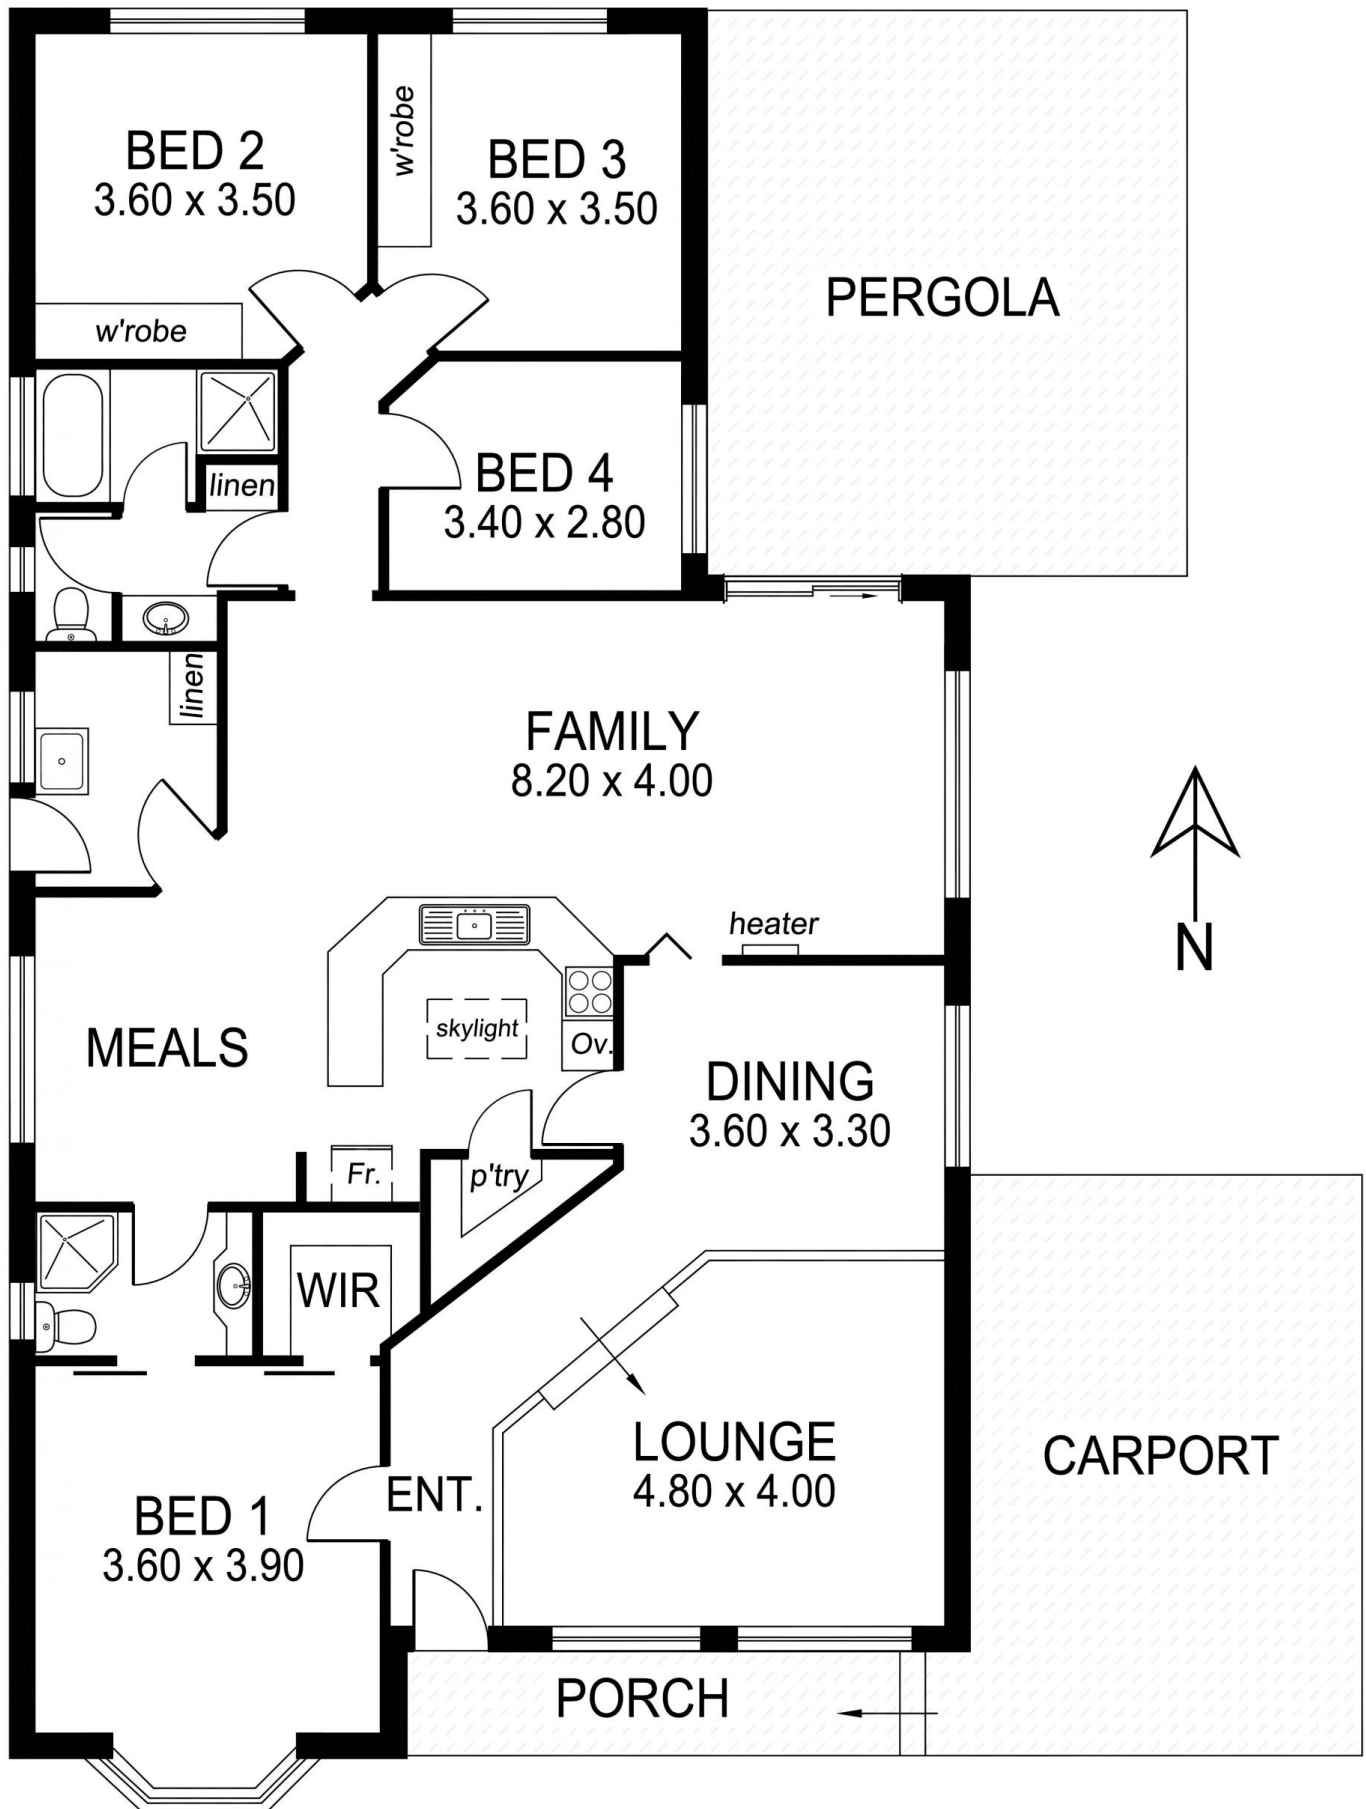 BED 2
3.60 x 3.50
w'robe
BED 3
3.60 x 3.50
w'robe
PERGOLA
linen
BED 4
3.40 x 2.80
linen
FAMILY
8.20 x 4.00
heater
N
MEALS
skylight
Ov.
DINING
3.60 x 3.30
Fr.
p'try
WIR
LOUNGE
4.80 x 4.00
CARPORT
ENT.
BED 1
3.60 x 3.90
PORCH